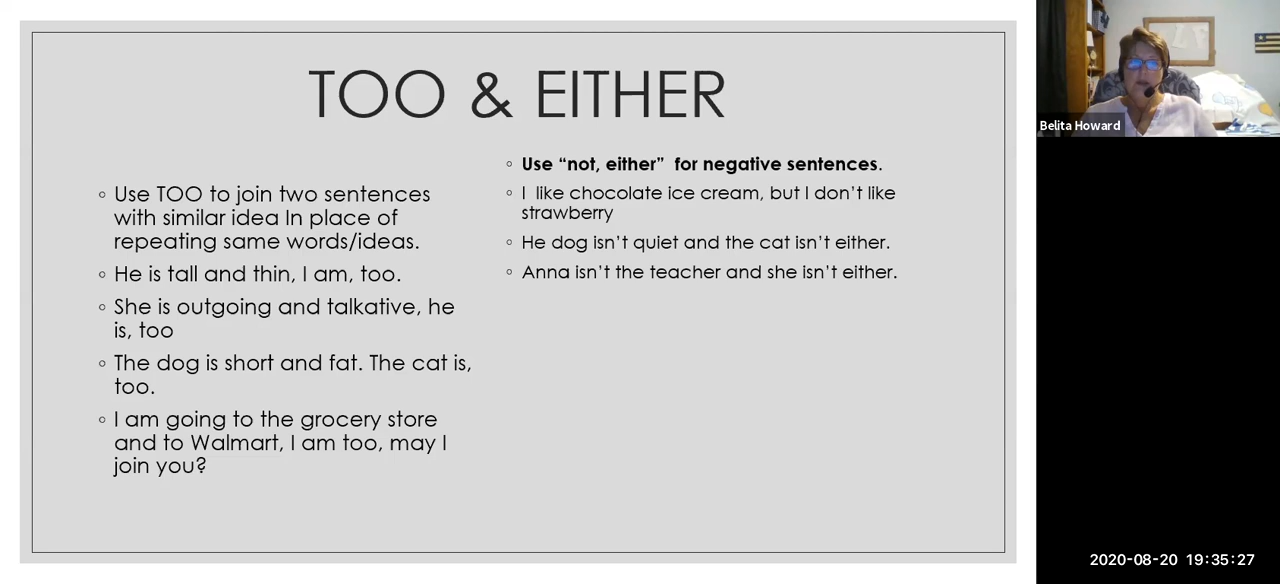 TOO & EITHER
◦ Use TOO to join two sentences
with similar idea In place of
repeating same words/ideas.
◦ He is tall and thin, I am, too.
◦ She is outgoing and talkative, he
is, too
◦ The dog is short and fat. The cat is,
too.
◦ I am going to the grocery store
and to Walmart, I am too, may I
join you?
◦ Use “not, either”  for negative sentences.
◦ I  like chocolate ice cream, but I don’t like
strawberry
◦ He dog isn’t quiet and the cat isn’t either.
◦ Anna isn’t the teacher and she isn’t either.
Belita Howard
2020-08-20 19:35:27